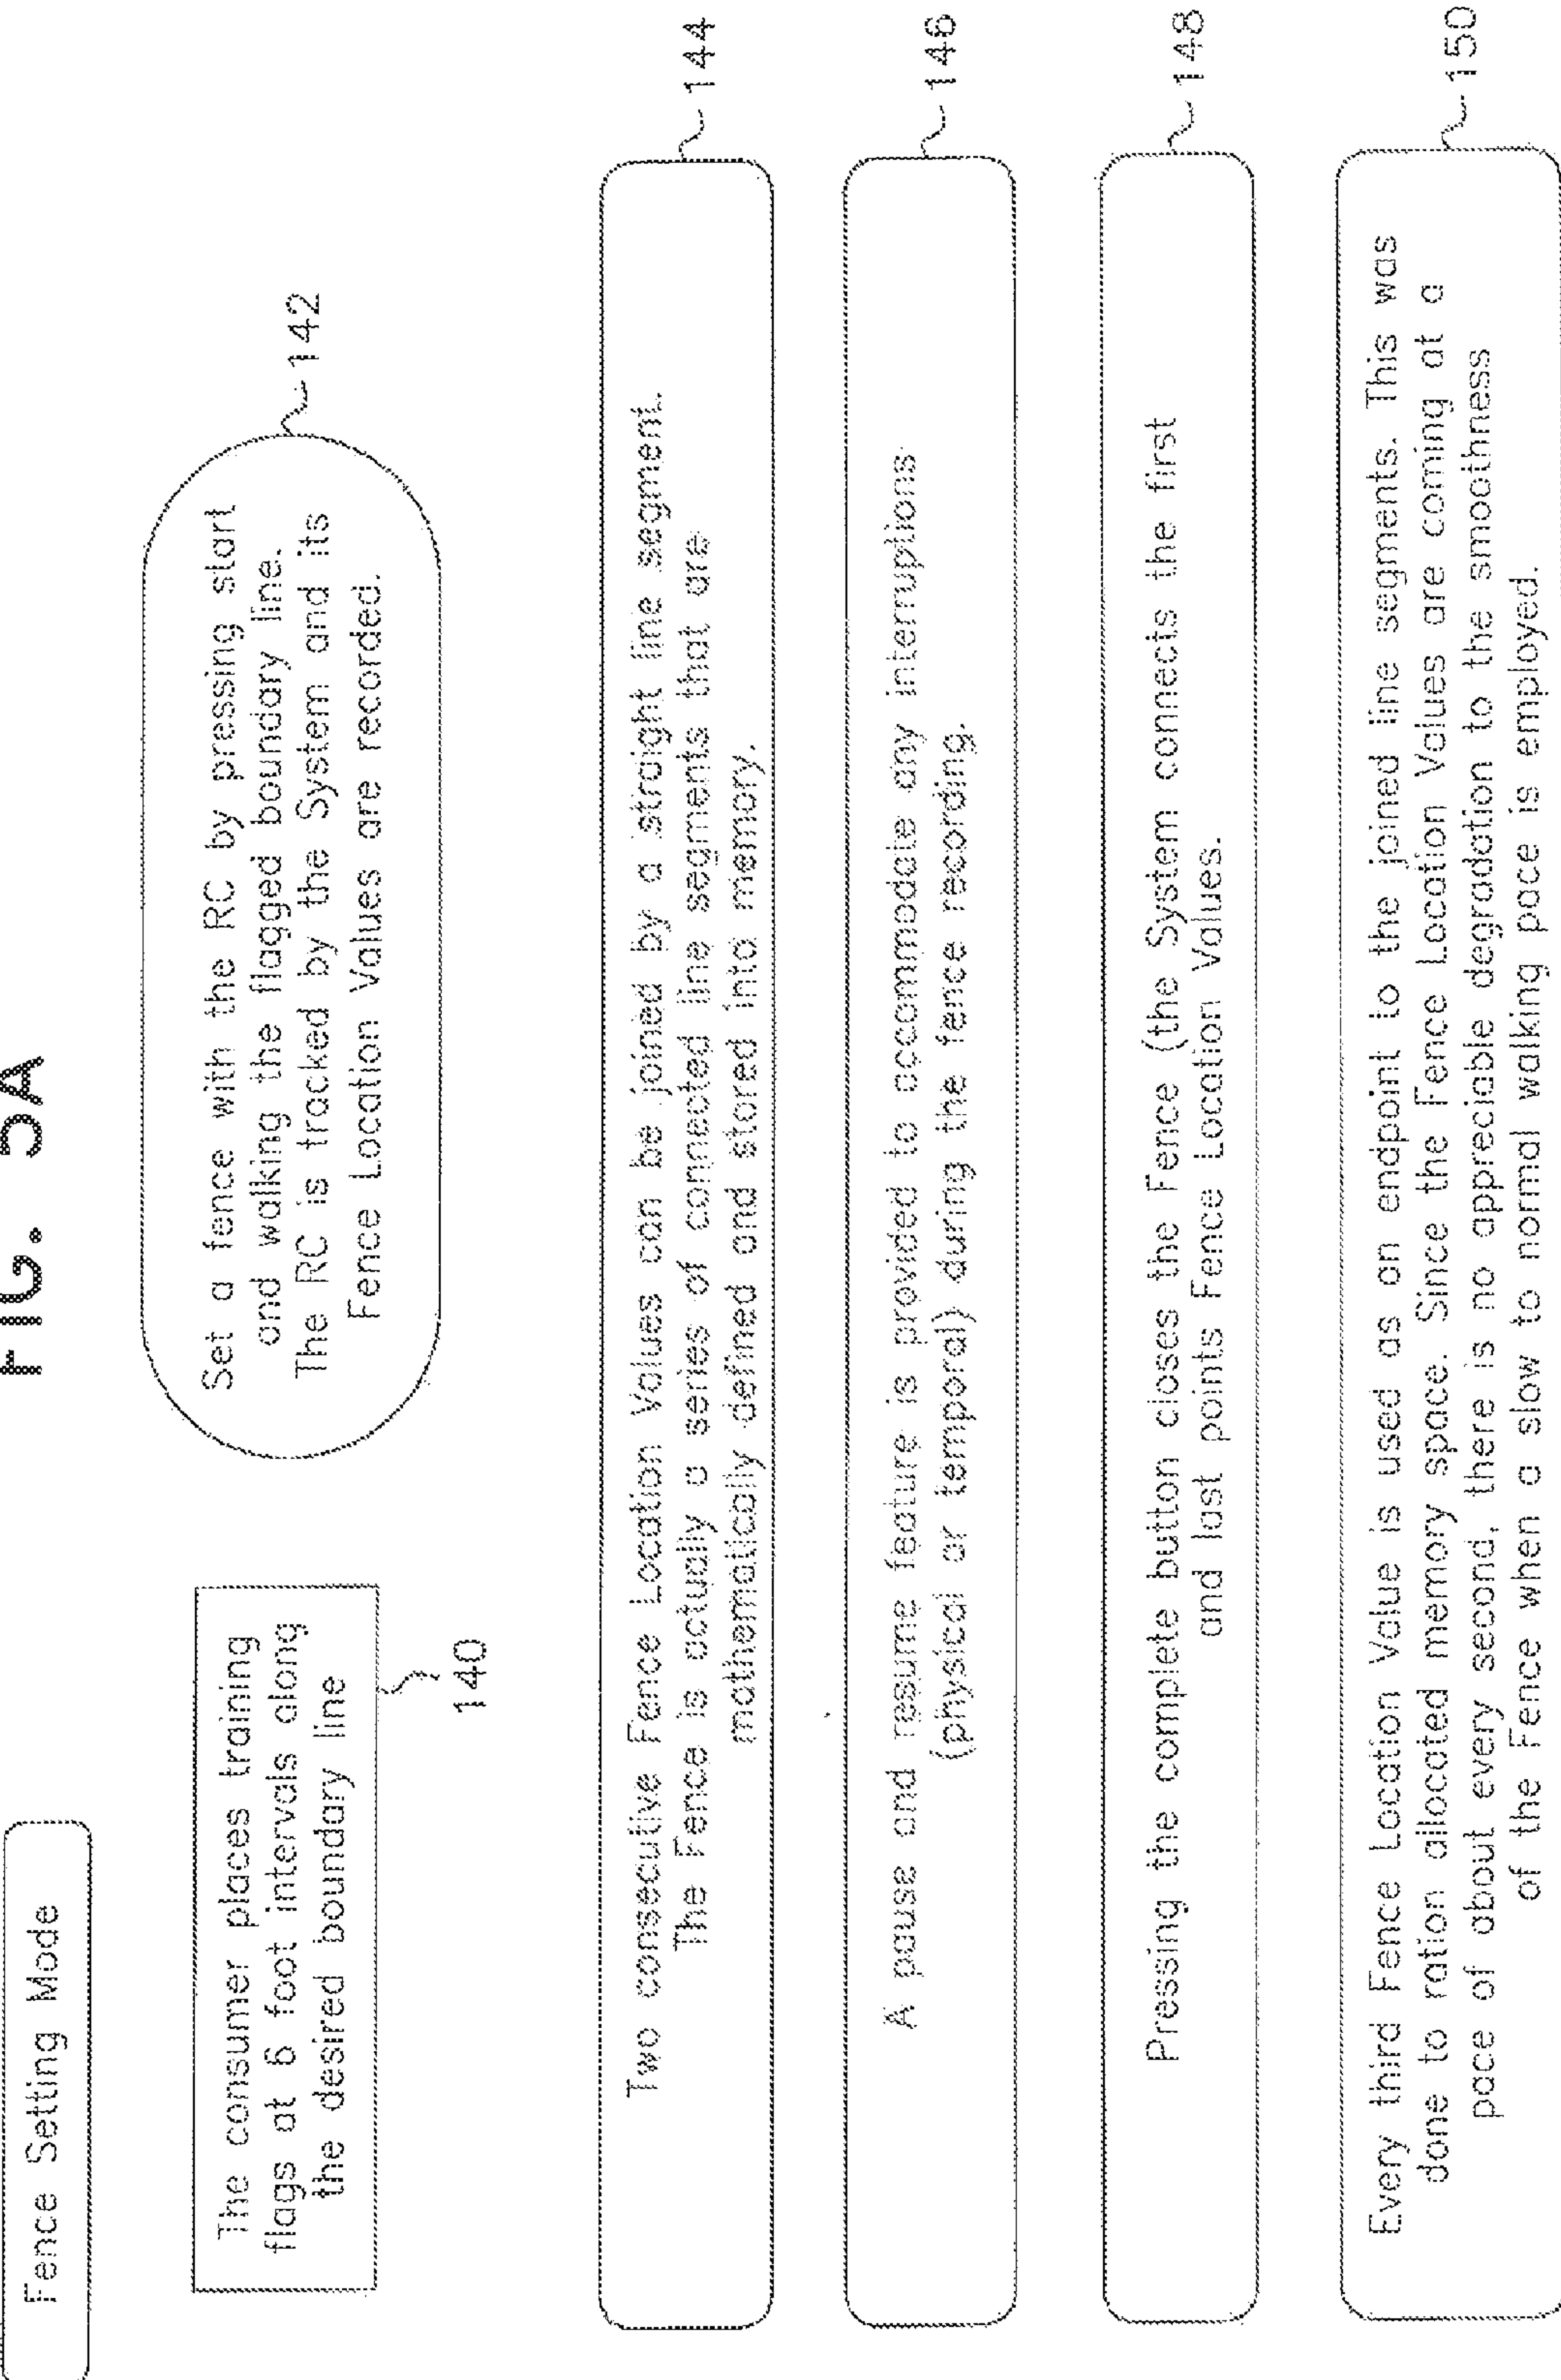 FIG. 5A
Fence Setting Mode
The consumer places training
flags at 6 foot intervals along
the desired boundary line
140
Set a fence with the RC by pressing start
and walking the flagged boundary line.
The RC is tracked by the System and its
Fence Location Values are recorded.
142
Two consecutive Fence Location Values can be joined by a straight line segment.
The Fence is actually a series of connected line segments that are
mathematically defined and stored into memory.
144
A pause and resume feature is provided to accommodate any interruptions
(physical or temporal) during the fence recording.
146
Pressing the complete button closes the Fence (the System connects the first
and last points Fence Location Values.
148
Every third Fence Location Value is used as an endpoint to the joined line segments. This was
done to ration allocated memory space. Since the Fence Location Values are coming at a
pace of about every second, there is no appreciable degradation to the smoothness
of the Fence when a slow to normal walking pace is employed.
150